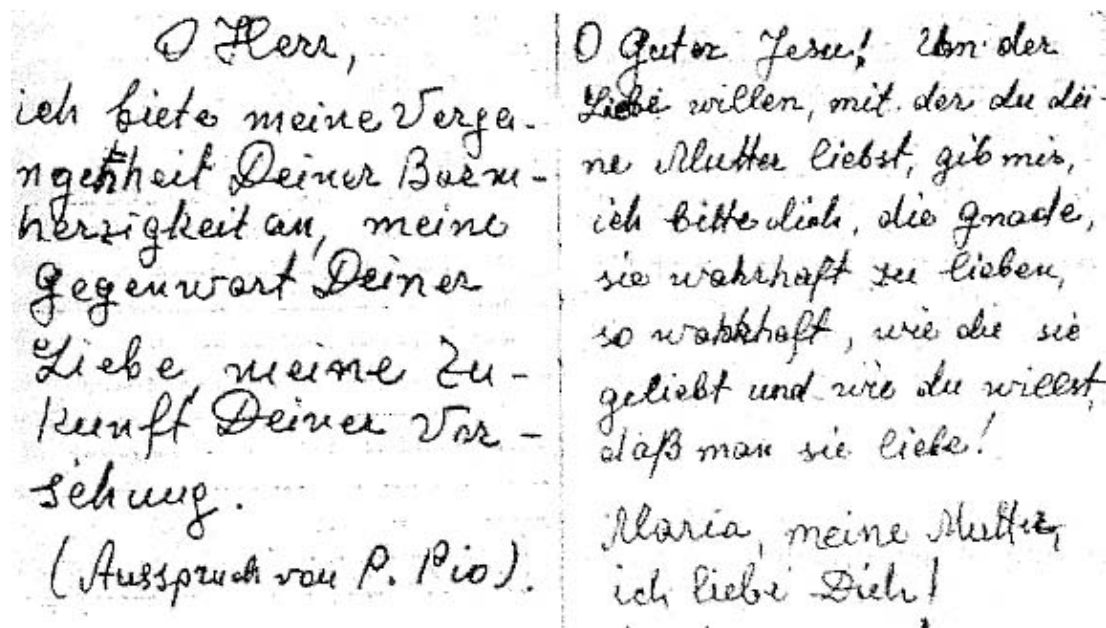 O Herr,
ich biete meine Verga-
ngenheit Deiner Barm-
herzigkeit an, meine
Gegenwart Deiner
Liebe, meine Zu-
kunft Deiner Vor-
sehung.
(Ausspruch von P. Pio).
O Guter Jesu! Um der
Liebe willen, mit der du dei-
ne Mutter liebst, gib mir,
ich bitte dich, die Gnade,
sie wahrhaft zu lieben,
so wahrhaft, wie du sie
geliebt und wie du willst,
daß man sie liebe!
Maria, meine Mutter,
ich liebe Dich!